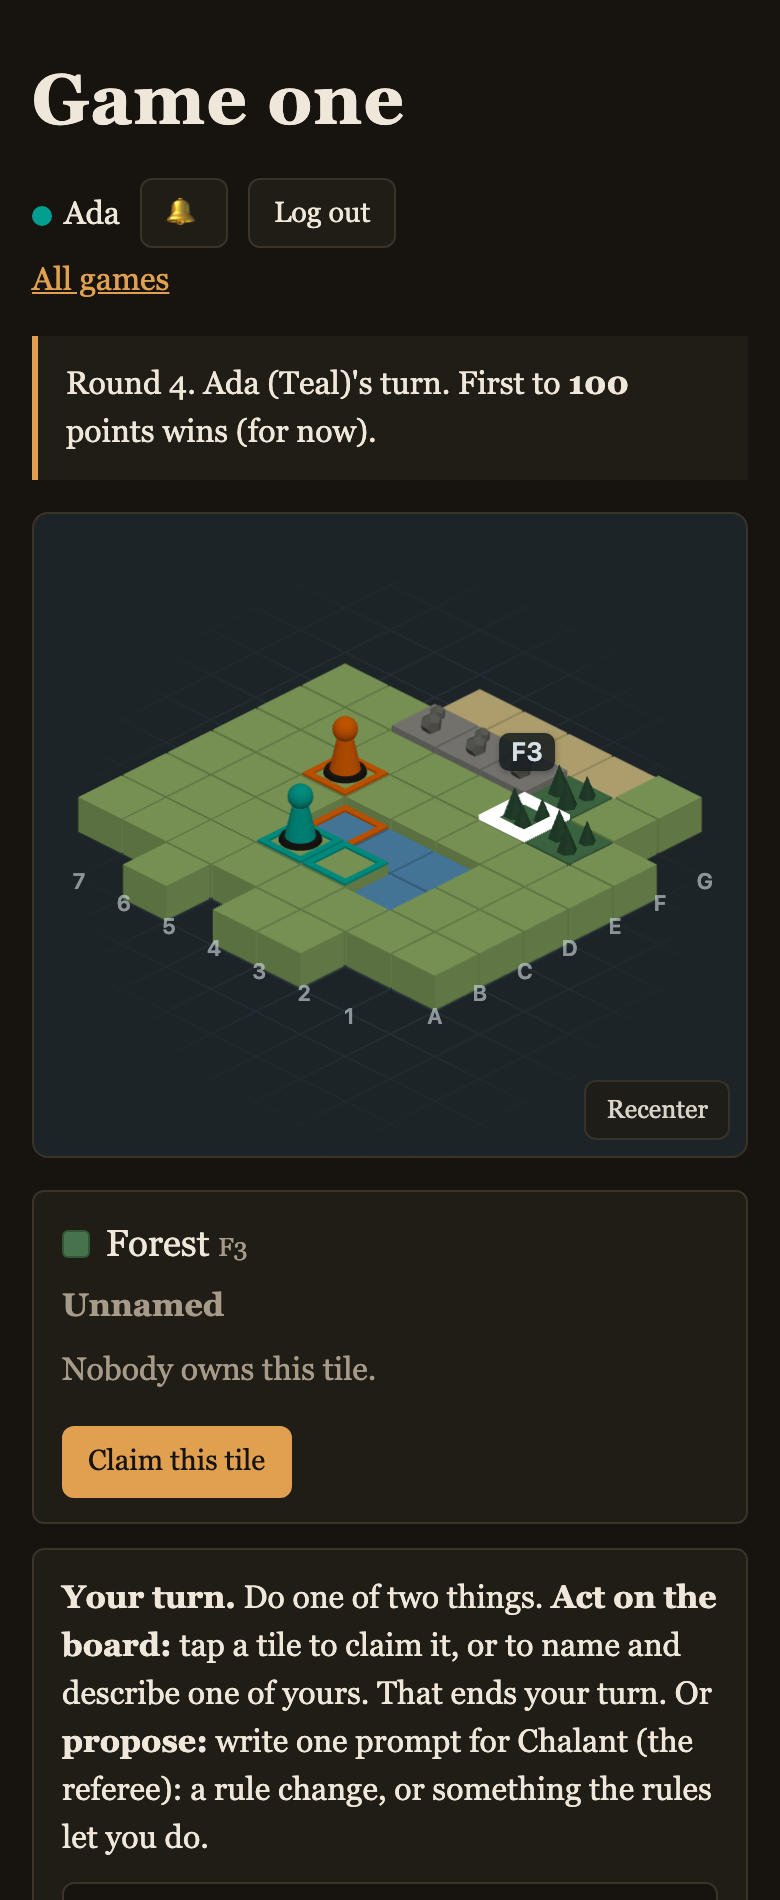 Game one
Ada
Log out
All games
Round 4. Ada (Teal)'s turn. First to 100
points wins (for now).
F3
7
6
5
4
3
2
1
A
B
C
D
E
F
G
Recenter
Forest F3
Unnamed
Nobody owns this tile.
Claim this tile
Your turn. Do one of two things. Act on the
board: tap a tile to claim it, or to name and
describe one of yours. That ends your turn. Or
propose: write one prompt for Chalant (the
referee): a rule change, or something the rules
let you do.